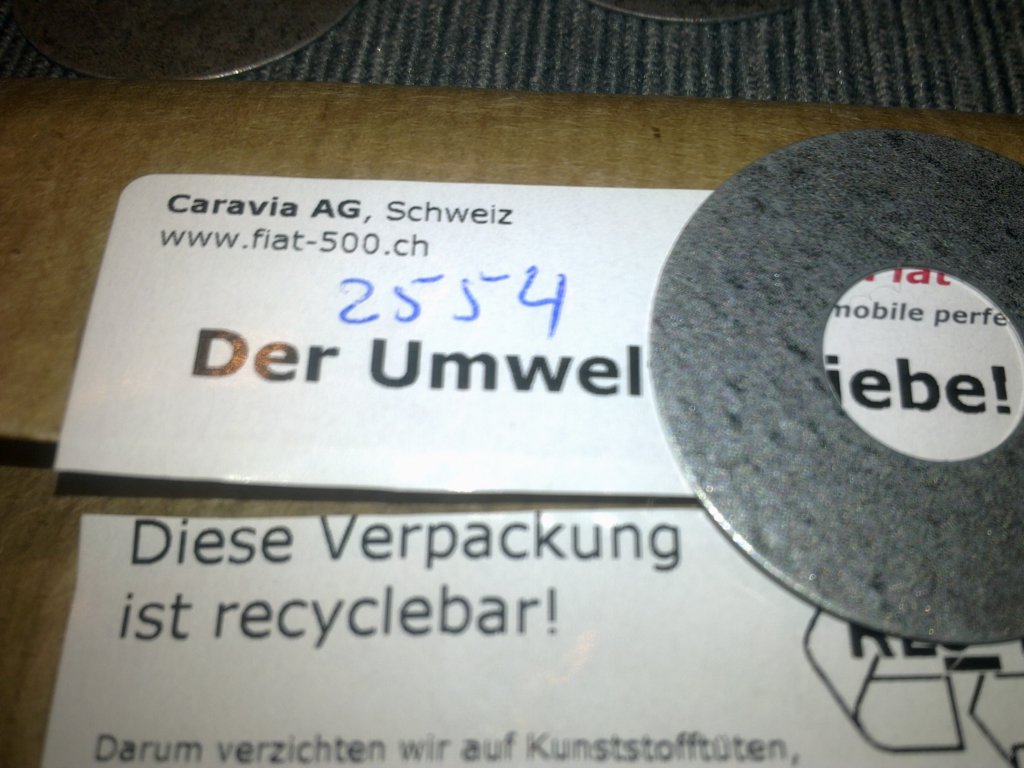 Caravia AG, Schweiz
www.fiat-500.ch
2554
Fiat
mobile perfe
Der Umwel iebe!
Diese Verpackung
ist recyclebar!
Darum verzichten wir auf Kunststofftüten,